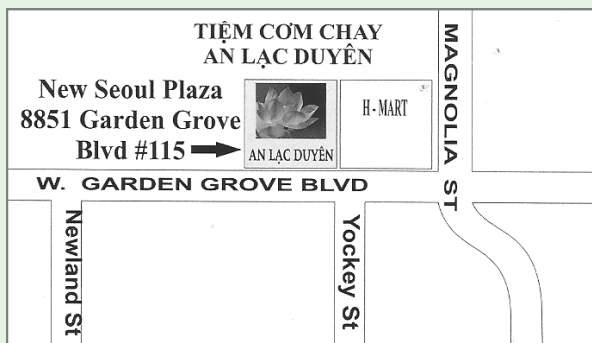 TIỆM CƠM CHAY
AN LẠC DUYÊN
New Seoul Plaza
8851 Garden Grove
Blvd #115
AN LẠC DUYÊN
H - MART
MAGNOLIA ST
W. GARDEN GROVE BLVD
Newland St
Yockey St